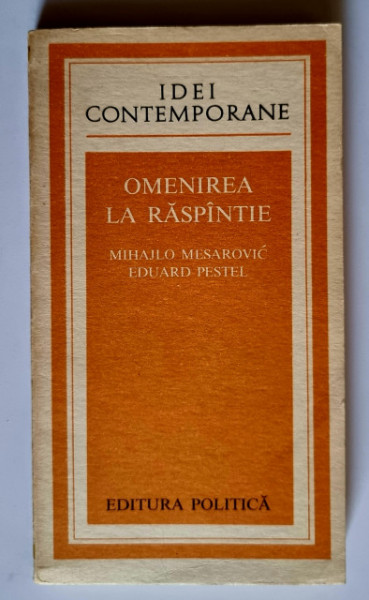 IDEI
CONTEMPORANE
OMENIREA
LA RĂSPÎNTIE
MIHAJLO MESAROVIĆ
EDUARD PESTEL
EDITURA POLITICĂ